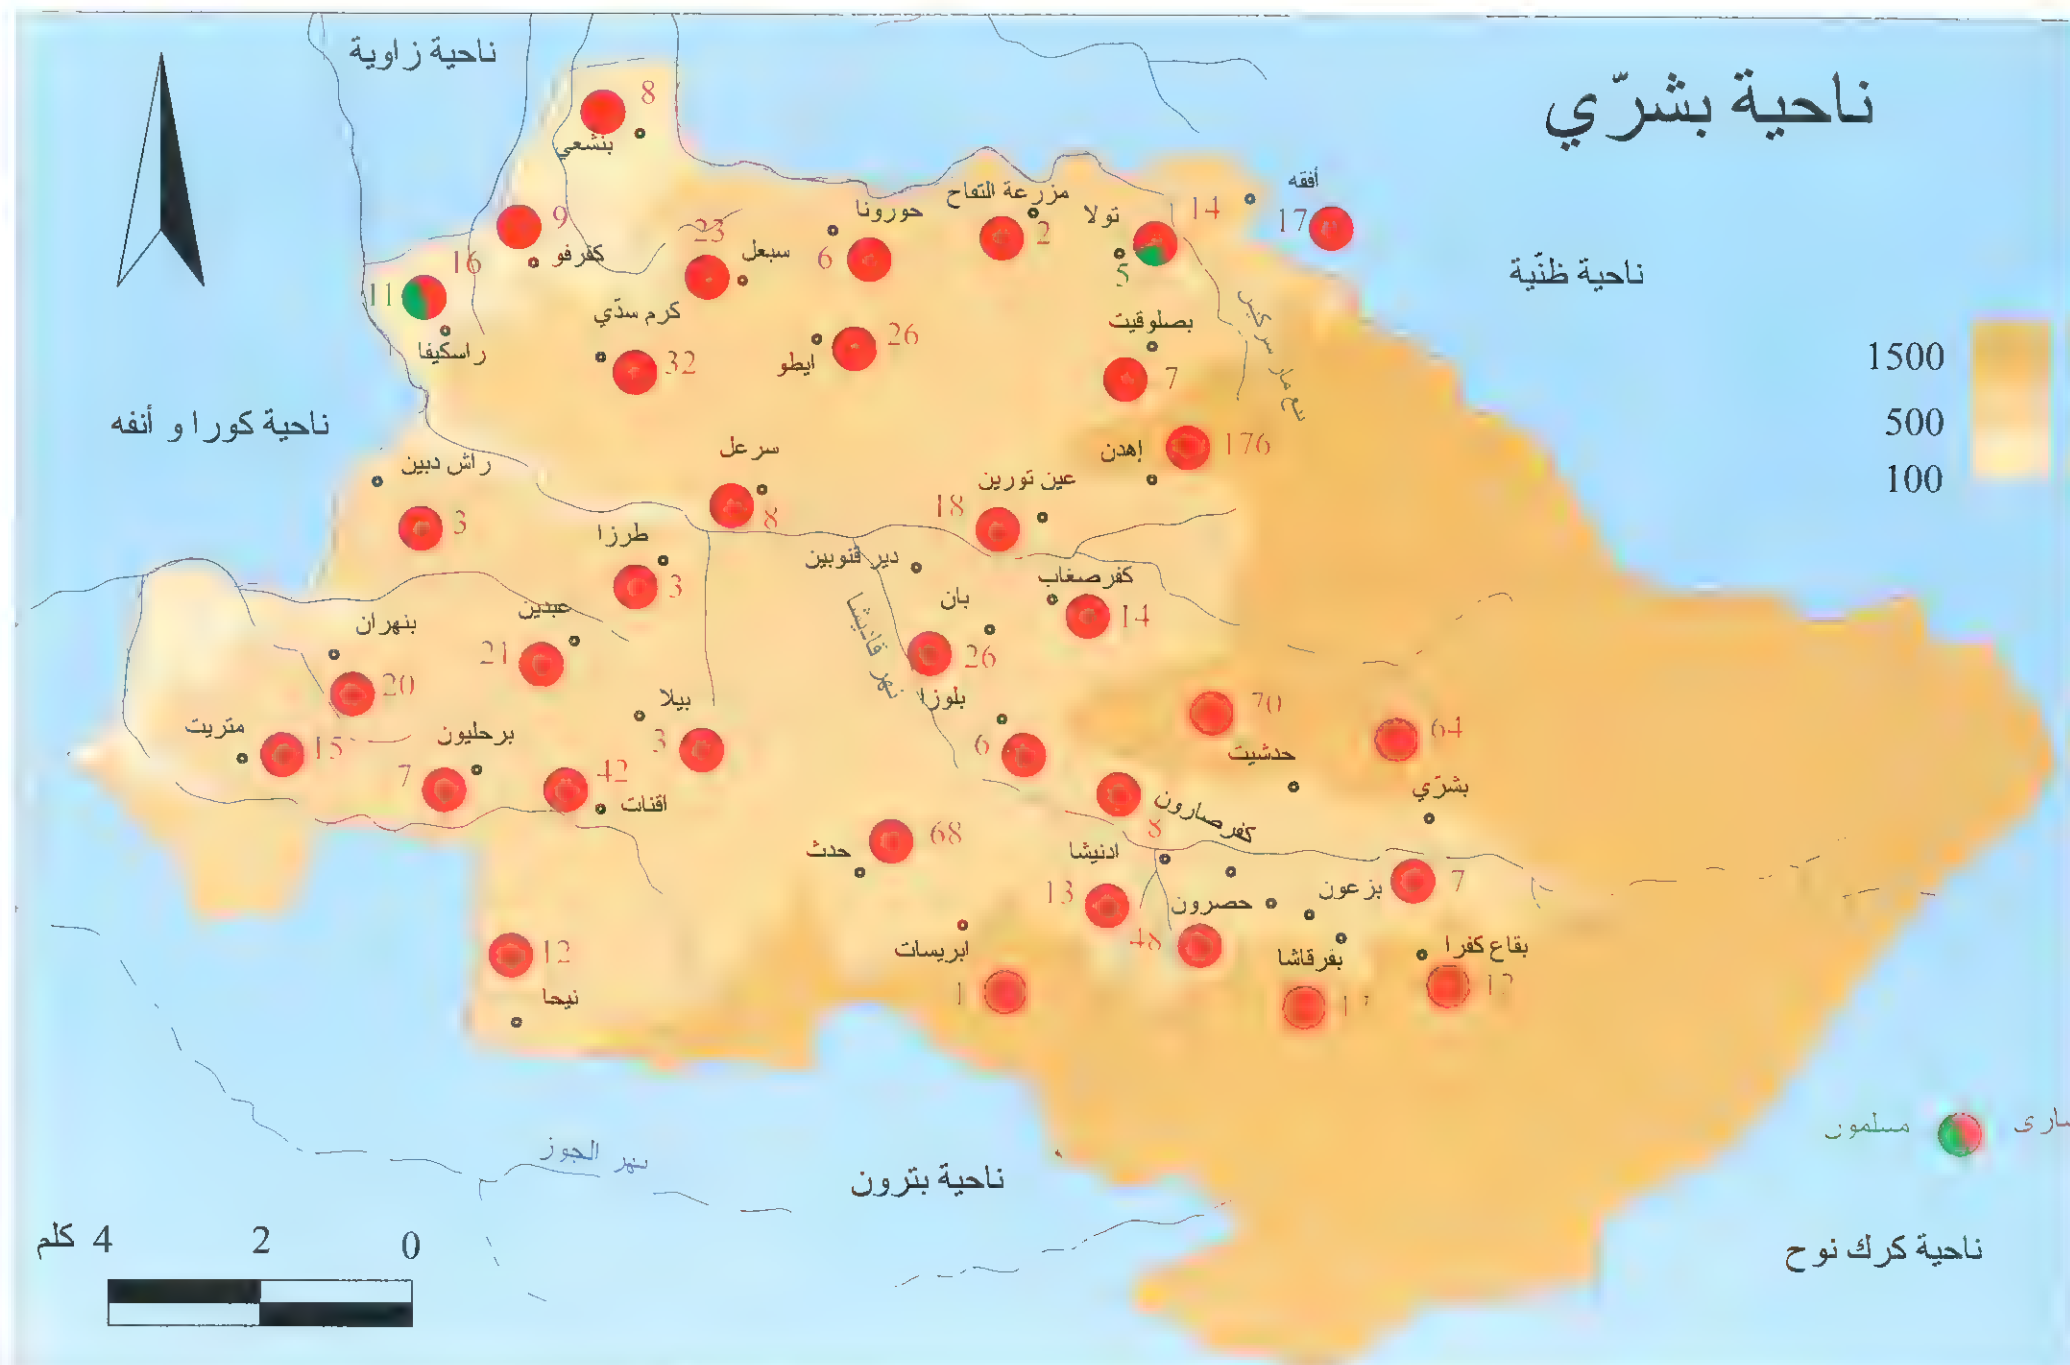 ناحية بشرّي
ناحية زاوية
8
بنشعي
أفقه
17
14
تولا
5
مزرعة التفاح
2
حورونا
6
9
كفرفو
23
سبعل
16
11
راسكيفا
ناحية ظنّية
كرم سدّي
32
26
ايطو
بصلوقيت
7
نبع مار سركيس
1500
500
100
ناحية كورا و أنفه
إهدن
176
سرعل
8
راش دبين
3
عين تورين
18
طرزا
3
دير قنوبين
كفرصغاب
14
بان
26
نهر قاديشا
عبدين
21
بنهران
20
بيلا
3
بلوزا
6
70
حدشيت
64
بشرّي
متريت
15
برحليون
7
42
اقنات
كفرصارون
8
68
حدث
ادنيشا
13
حصرون
48
بزعون
7
ابريسات
1
بقرقاشا
بقاع كفرا
12
نيحا
مسلمون
نهر الجوز
ناحية بترون
ناحية كرك نوح
0
2
4 كلم